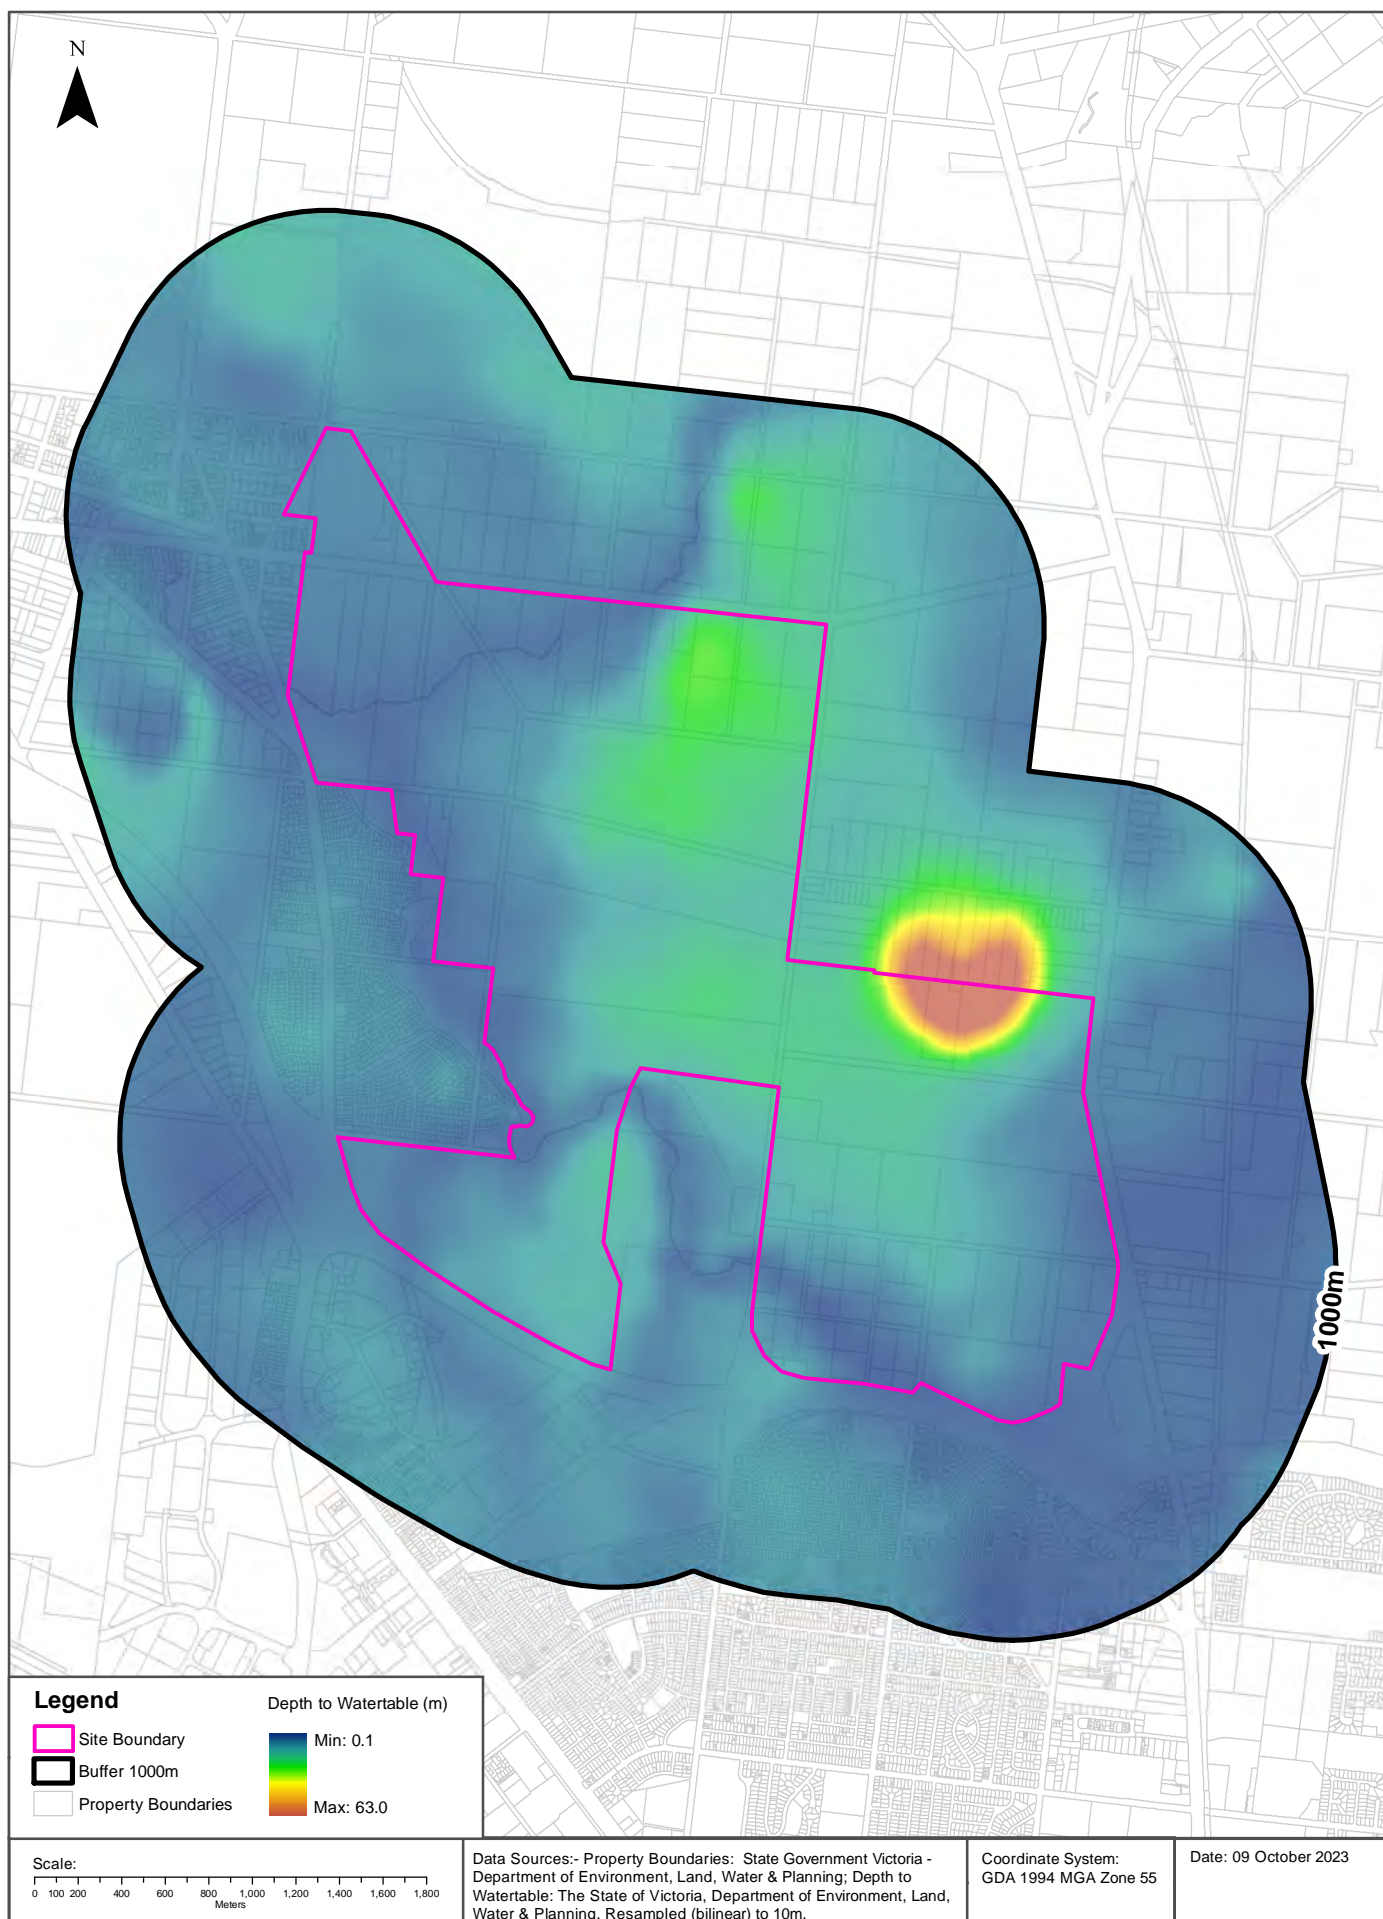 N
1000m
Legend
Site Boundary
Buffer 1000m
Property Boundaries
Depth to Watertable (m)
Min: 0.1
Max: 63.0
Scale:
0 100 200 400 600 800 1,000 1,200 1,400 1,600 1,800
Meters
Data Sources:- Property Boundaries: State Government Victoria -
Department of Environment, Land, Water & Planning; Depth to
Watertable: The State of Victoria, Department of Environment, Land,
Water & Planning. Resampled (bilinear) to 10m.
Coordinate System:
GDA 1994 MGA Zone 55
Date: 09 October 2023